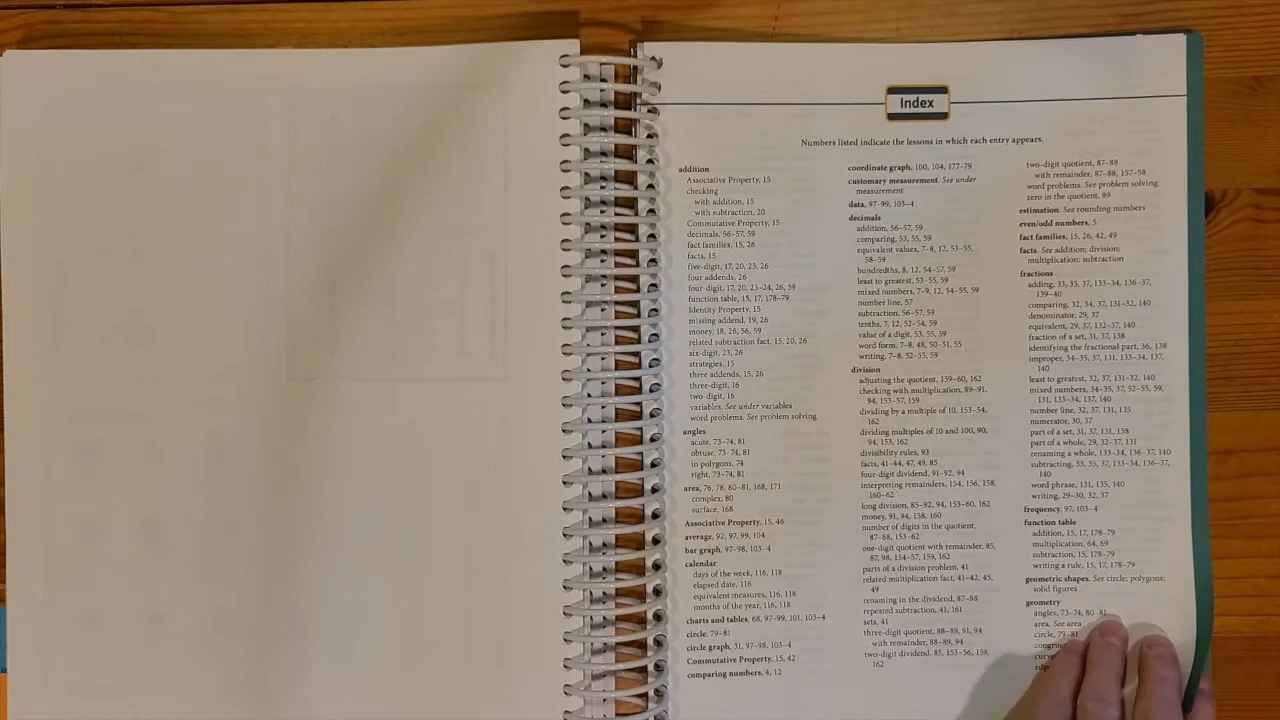 Index
Numbers listed indicate the lessons in which each entry appears.
addition
Associative Property, 15
checking
with addition, 15
with subtraction, 20
Commutative Property, 15
decimals, 56–57, 59
fact families, 15, 26
facts, 15
five-digit, 17, 20, 23, 26
four addends, 26
four-digit, 17, 20, 23–24, 26, 59
function table, 15, 17, 178–79
Identity Property, 15
missing addend, 19, 26
money, 18, 26, 56, 59
related subtraction fact, 15, 20, 26
six-digit, 23, 26
strategies, 15
three addends, 15, 26
three-digit, 16
two-digit, 16
variables. See under variables
word problems. See problem solving
angles
acute, 73–74, 81
obtuse, 73–74, 81
in polygons, 74
right, 73–74, 81
area, 76, 78, 80–81, 168, 171
complex, 80
surface, 168
Associative Property, 15, 46
average, 92, 97, 99, 104
bar graph, 97–98, 103–4
calendar
days of the week, 116, 118
elapsed date, 116
equivalent measures, 116, 118
months of the year, 116, 118
charts and tables, 68, 97–99, 101, 103–4
circle, 79–81
circle graph, 31, 97–98, 103–4
Commutative Property, 15, 42
comparing numbers, 4, 12
coordinate graph, 100, 104, 177–79
customary measurement. See under
measurement
data, 97–99, 103–4
decimals
addition, 56–57, 59
comparing, 53, 55, 59
equivalent values, 7–8, 12, 53–55,
58–59
hundredths, 8, 12, 54–57, 59
least to greatest, 53–55, 59
mixed numbers, 7–9, 12, 54–55, 59
number line, 57
subtraction, 56–57, 59
tenths, 7, 12, 52–54, 59
value of a digit, 53, 55, 59
word form, 7–8, 48, 50–51, 55
writing, 7–8, 52–55, 59
division
adjusting the quotient, 159–60, 162
checking with multiplication, 89–91,
94, 153–57, 159
dividing by a multiple of 10, 153–54,
162
dividing multiples of 10 and 100, 90,
94, 153, 162
divisibility rules, 93
facts, 41–44, 47, 49, 85
four-digit dividend, 91–92, 94
interpreting remainders, 154, 156, 158,
160–62
long division, 85–92, 94, 153–60, 162
money, 91, 94, 158, 160
number of digits in the quotient,
87–88, 153–62
one-digit quotient with remainder, 85,
87, 98, 154–57, 159, 162
parts of a division problem, 41
related multiplication fact, 41–42, 45,
49
renaming in the dividend, 87–88
repeated subtraction, 41, 161
sets, 41
three-digit quotient, 88–89, 91, 94
with remainder, 88–89, 94
two-digit dividend, 85, 153–56, 159,
162
two-digit quotient, 87–88
with remainder, 87–88, 157–58
word problems. See problem solving
zero in the quotient, 89
estimation. See rounding numbers
even/odd numbers, 5
fact families, 15, 26, 42, 49
facts. See addition; division;
multiplication; subtraction
fractions
adding, 33, 35, 37, 133–34, 136–37,
139–40
comparing, 32, 34, 37, 131–32, 140
denominator, 29, 37
equivalent, 29, 37, 132–37, 140
fraction of a set, 31, 37, 138
identifying the fractional part, 36, 138
improper, 34–35, 37, 131, 133–34, 137,
140
least to greatest, 32, 37, 131–32, 140
mixed numbers, 34–35, 37, 52–55, 59,
131, 133–34, 137, 140
number line, 32, 37, 131, 135
numerator, 30, 37
part of a set, 31, 37, 131, 138
part of a whole, 29, 32–37, 131
renaming a whole, 133–34, 136–37, 140
subtracting, 33, 35, 37, 133–34, 136–37,
140
word phrase, 131, 135, 140
writing, 29–30, 32, 37
frequency, 97, 103–4
function table
addition, 15, 17, 178–79
multiplication, 64, 69
subtraction, 15, 178–79
writing a rule, 15, 17, 178–79
geometric shapes. See circle; polygons;
solid figures
geometry
angles, 73–74, 80–81
area. See area
circle, 79–81